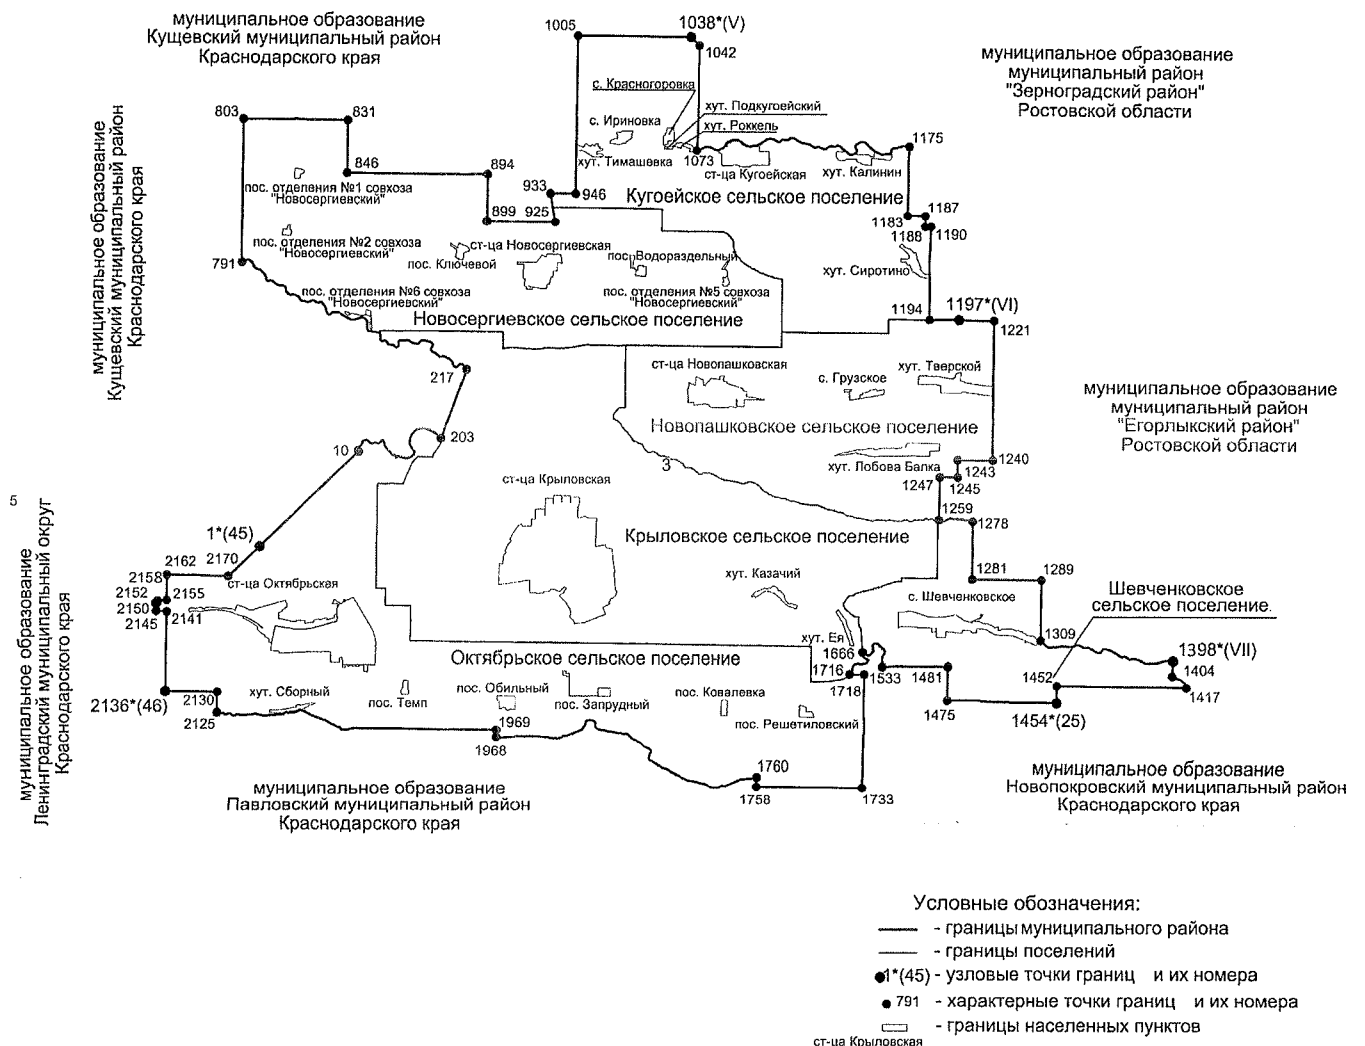 муниципальное образование
Кущевский муниципальный район
Краснодарского края
1005
1038*(V)
1042
муниципальное образование
муниципальный район
"Зерноградский район"
Ростовской области
с. Красногоровка
хут. Подкугоейский
хут. Роккель
с. Ириновка
хут. Тимашевка
1073
ст-ца Кугоейская
хут. Калинин
1175
803
831
846
894
муниципальное образование
Кущевский муниципальный район
Краснодарского края
пос. отделения №1 совхоза
"Новосергиевский"
933
946
Кугоейское сельское поселение
899
925
1183
1187
1188
1190
пос. отделения №2 совхоза
"Новосергиевский"
ст-ца Новосергиевская
пос. Ключевой
пос. Водораздельный
хут. Сиротино
791
пос. отделения №6 совхоза
"Новосергиевский"
пос. отделения №5 совхоза
"Новосергиевский"
Новосергиевское сельское поселение
1194
1197*(VI)
1221
217
ст-ца Новопашковская
с. Грузское
хут. Тверской
муниципальное образование
муниципальный район
"Егорлыкский район"
Ростовской области
203
10
Новопашковское сельское поселение
3
хут. Лобова Балка
1240
1243
1245
1247
ст-ца Крыловская
5
1259
1278
1*(45)
Крыловское сельское поселение
муниципальное образование
Ленинградский муниципальный округ
Краснодарского края
2162
2170
2158
2155
2152
2150
2145
2141
ст-ца Октябрьская
хут. Казачий
1281
1289
с. Шевченковское
Шевченковское
сельское поселение
1309
хут. Ея
1666
1716
1718
1533
1481
1398*(VII)
1404
1452
1417
Октябрьское сельское поселение
2136*(46)
2130
2125
хут. Сборный
пос. Темп
пос. Обильный
пос. Запрудный
пос. Ковалевка
пос. Решетиловский
1475
1454*(25)
1969
1968
1760
1758
1733
муниципальное образование
Павловский муниципальный район
Краснодарского края
муниципальное образование
Новопокровский муниципальный район
Краснодарского края
Условные обозначения:
- границы муниципального района
- границы поселений
1*(45) - узловые точки границ и их номера
791 - характерные точки границ и их номера
- границы населенных пунктов
ст-ца Крыловская